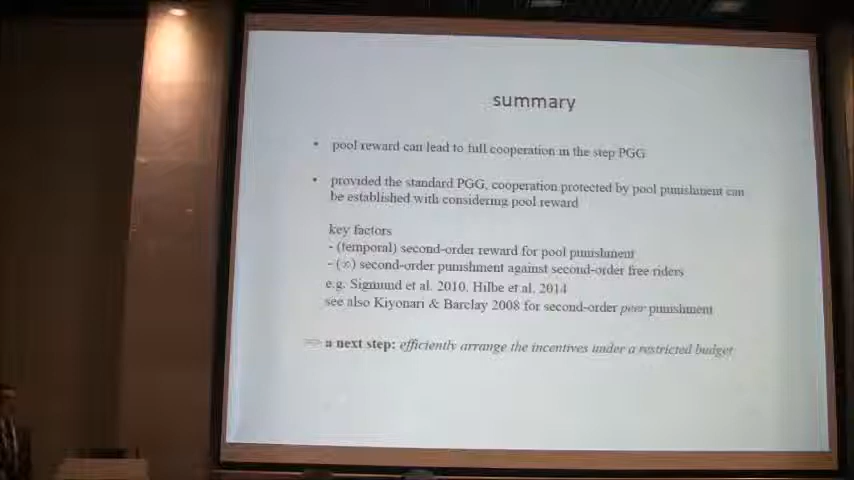 summary
• pool reward can lead to full cooperation in the step PGG
• provided the standard PGG, cooperation protected by pool punishment can
be established with considering pool reward
key factors
- (temporal) second-order reward for pool punishment
- (∞) second-order punishment against second-order free riders
e.g. Sigmund et al. 2010, Hilbe et al. 2014
see also Kiyonari & Barclay 2008 for second-order peer punishment
=> a next step: efficiently arrange the incentives under a restricted budget